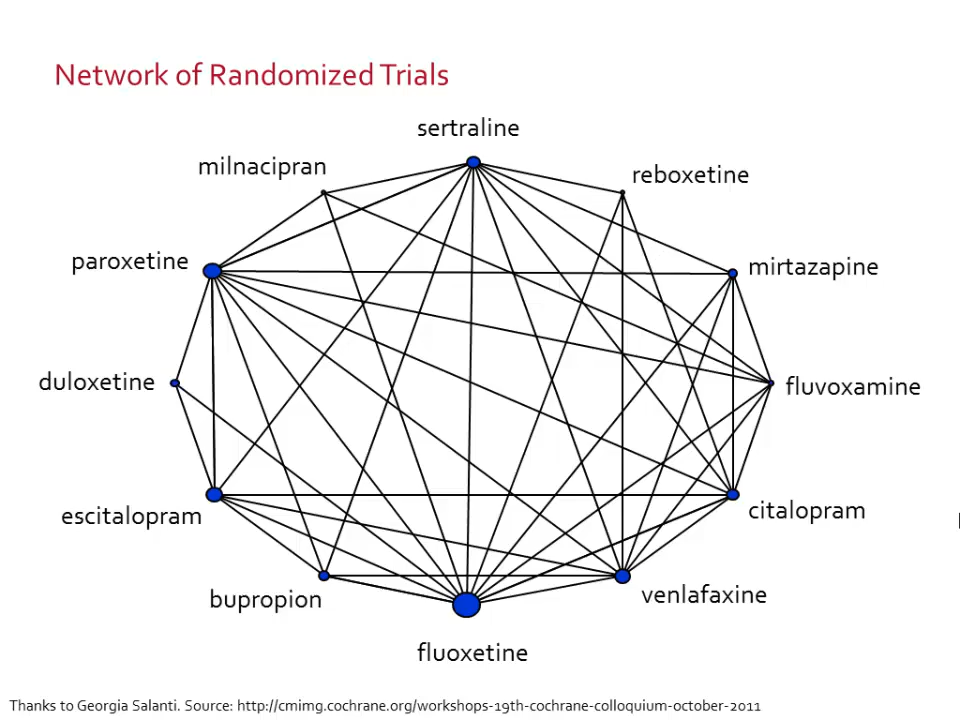 Network of Randomized Trials
sertraline
milnacipran
reboxetine
paroxetine
mirtazapine
duloxetine
fluvoxamine
escitalopram
citalopram
bupropion
venlafaxine
fluoxetine
Thanks to Georgia Salanti. Source: http://cmimg.cochrane.org/workshops-19th-cochrane-colloquium-october-2011